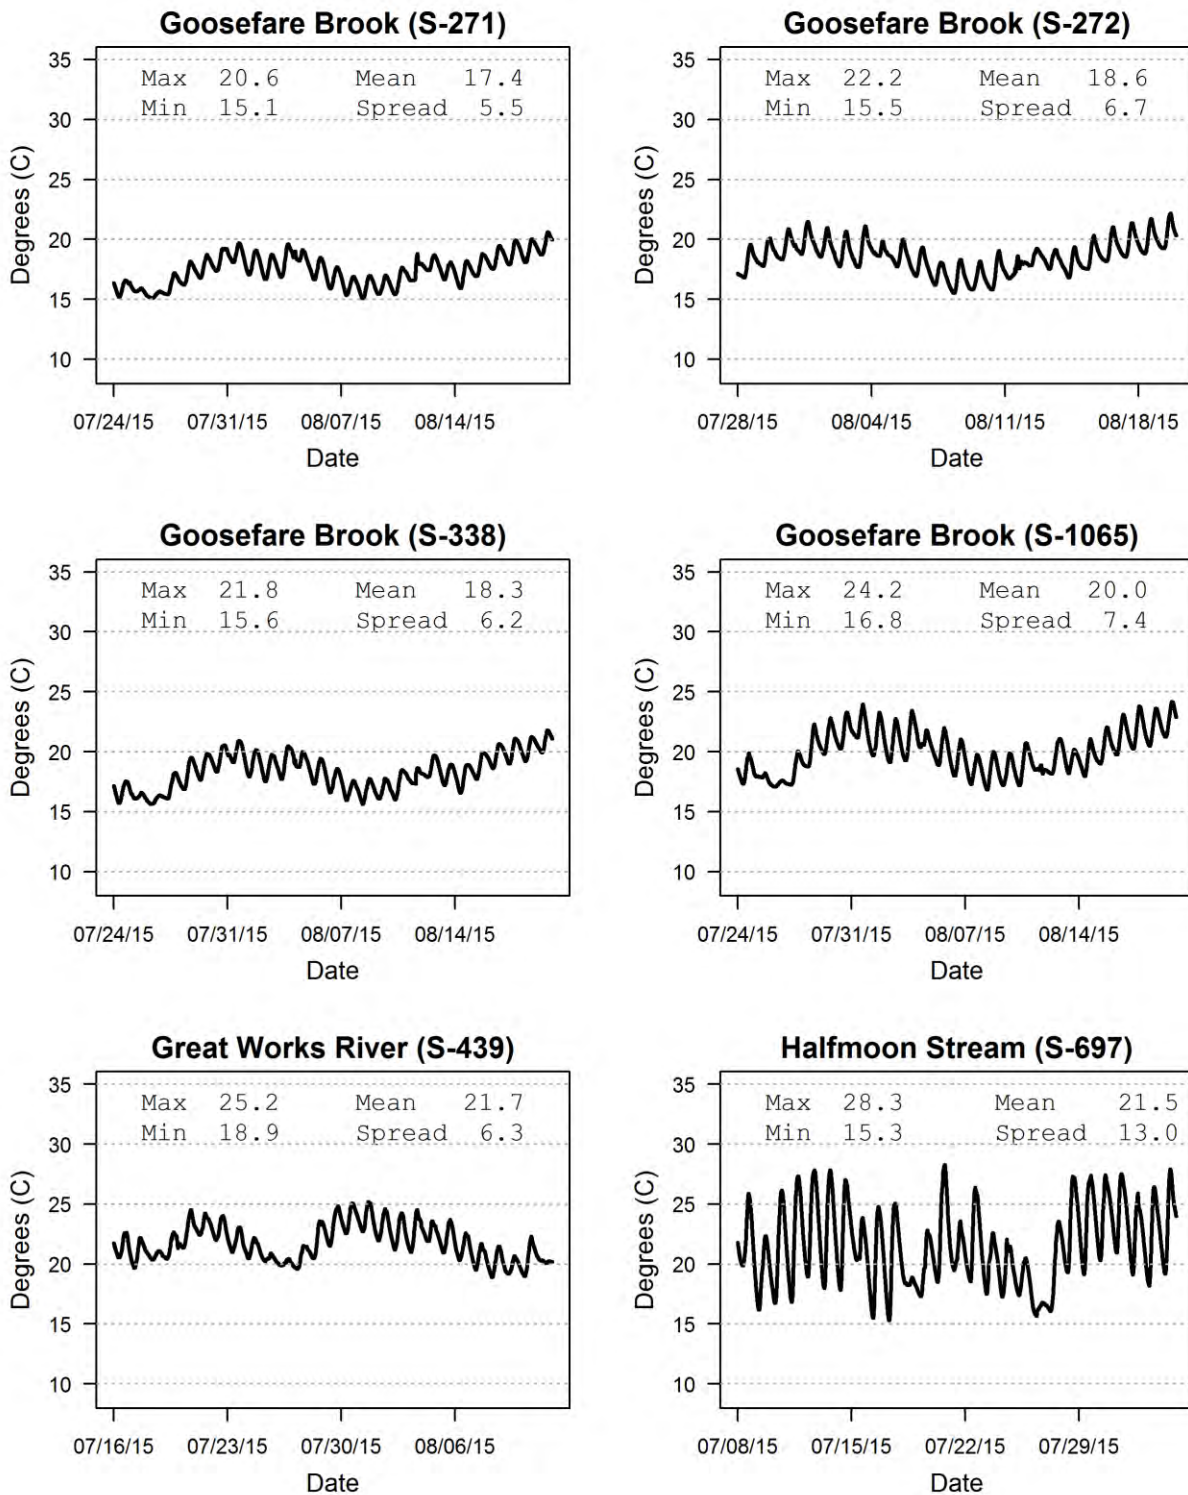 Goosefare Brook (S-271)
Max 20.6 Mean 17.4
Min 15.1 Spread 5.5
35
30
25
20
15
10
Degrees (C)
07/24/15 07/31/15 08/07/15 08/14/15
Date
Goosefare Brook (S-272)
Max 22.2 Mean 18.6
Min 15.5 Spread 6.7
35
30
25
20
15
10
Degrees (C)
07/28/15 08/04/15 08/11/15 08/18/15
Date
Goosefare Brook (S-338)
Max 21.8 Mean 18.3
Min 15.6 Spread 6.2
35
30
25
20
15
10
Degrees (C)
07/24/15 07/31/15 08/07/15 08/14/15
Date
Goosefare Brook (S-1065)
Max 24.2 Mean 20.0
Min 16.8 Spread 7.4
35
30
25
20
15
10
Degrees (C)
07/24/15 07/31/15 08/07/15 08/14/15
Date
Great Works River (S-439)
Max 25.2 Mean 21.7
Min 18.9 Spread 6.3
35
30
25
20
15
10
Degrees (C)
07/16/15 07/23/15 07/30/15 08/06/15
Date
Halfmoon Stream (S-697)
Max 28.3 Mean 21.5
Min 15.3 Spread 13.0
35
30
25
20
15
10
Degrees (C)
07/08/15 07/15/15 07/22/15 07/29/15
Date